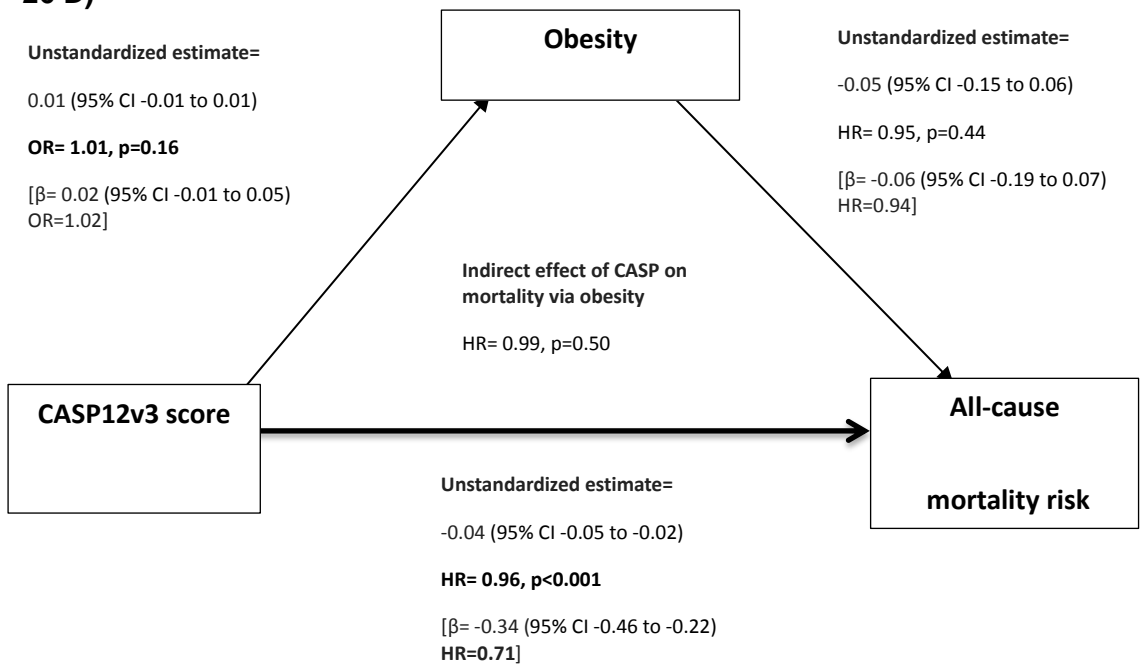 Unstandardized estimate=
0.01 (95% CI -0.01 to 0.01)
OR= 1.01, p=0.16
[β= 0.02 (95% CI -0.01 to 0.05)
OR=1.02]
Obesity
Unstandardized estimate=
-0.05 (95% CI -0.15 to 0.06)
HR= 0.95, p=0.44
[β= -0.06 (95% CI -0.19 to 0.07)
HR=0.94]
Indirect effect of CASP on
mortality via obesity
HR= 0.99, p=0.50
CASP12v3 score
All-cause
mortality risk
Unstandardized estimate=
-0.04 (95% CI -0.05 to -0.02)
HR= 0.96, p<0.001
[β= -0.34 (95% CI -0.46 to -0.22)
HR=0.71]